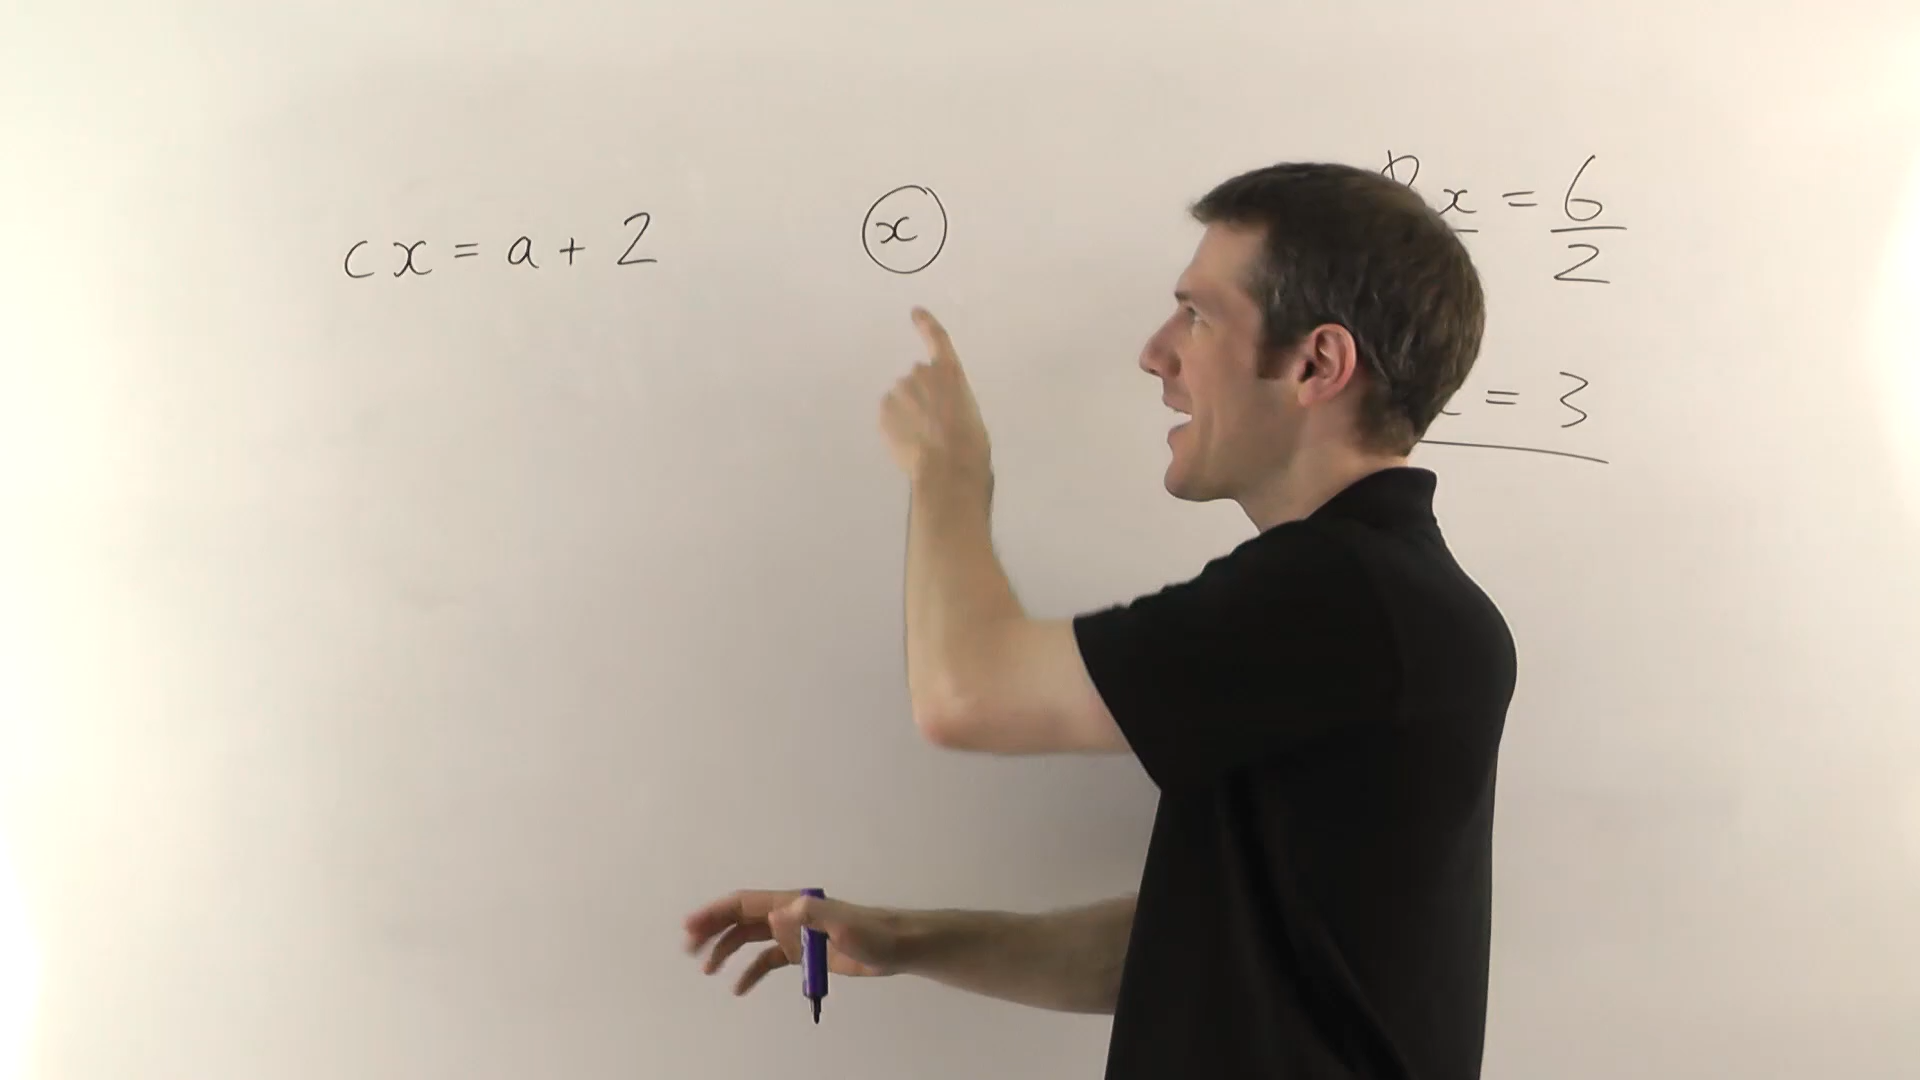 cx = a + 2
x
x = 6
2
= 3